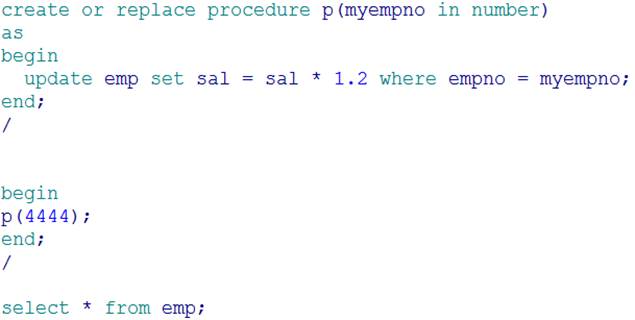 create or replace procedure p(myempno in number)
as
begin
  update emp set sal = sal * 1.2 where empno = myempno;
end;
/
begin
p(4444);
end;
/
select * from emp;